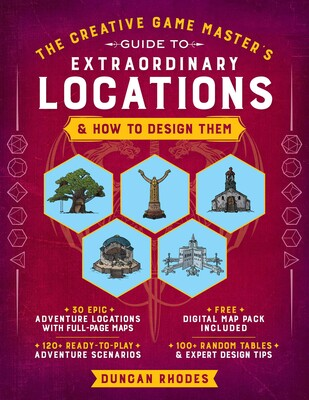 THE CREATIVE GAME MASTER'S
GUIDE TO
EXTRAORDINARY
LOCATIONS
& HOW TO DESIGN THEM
• 30 EPIC •
ADVENTURE LOCATIONS
WITH FULL-PAGE MAPS
• FREE •
DIGITAL MAP PACK
INCLUDED
• 120+ READY-TO-PLAY •
ADVENTURE SCENARIOS
• 100+ RANDOM TABLES •
& EXPERT DESIGN TIPS
DUNCAN RHODES